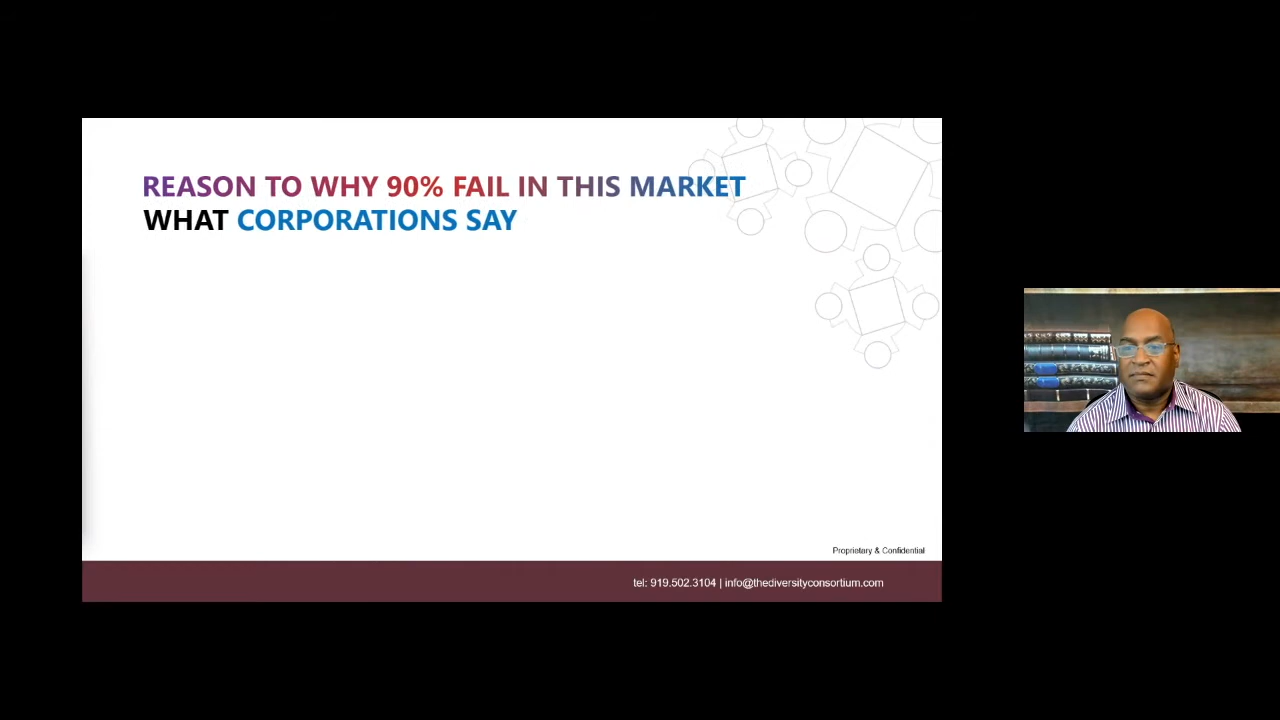 REASON TO WHY 90% FAIL IN THIS MARKET
WHAT CORPORATIONS SAY
Proprietary & Confidential
tel: 919.502.3104 | info@thediversityconsortium.com